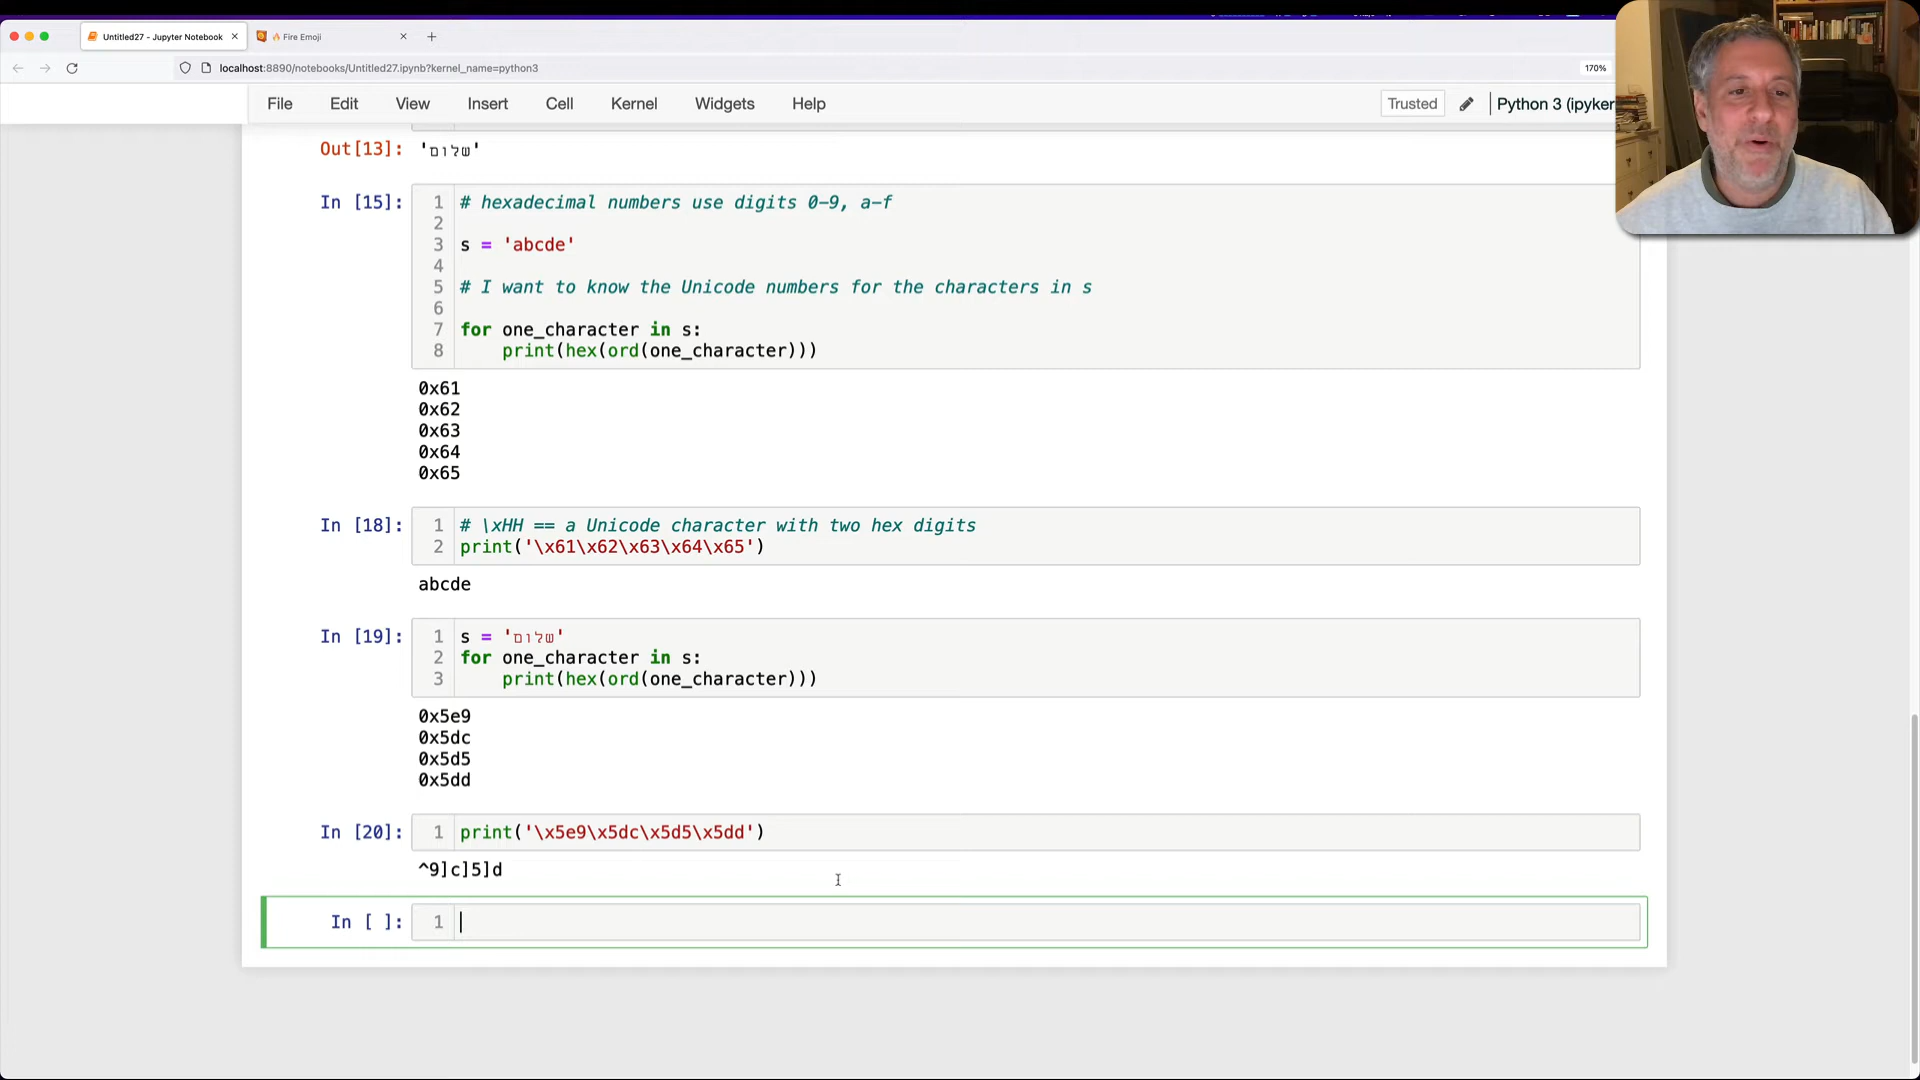 Untitled27 - Jupyter Notebook
🔥 Fire Emoji
localhost:8890/notebooks/Untitled27.ipynb?kernel_name=python3
170%
File Edit View Insert Cell Kernel Widgets Help
Trusted
Python 3 (ipyker
Out[13]: 'שלום'
In [15]:
1 # hexadecimal numbers use digits 0-9, a-f
2
3 s = 'abcde'
4
5 # I want to know the Unicode numbers for the characters in s
6
7 for one_character in s:
8 print(hex(ord(one_character)))
0x61
0x62
0x63
0x64
0x65
In [18]:
1 # \xHH == a Unicode character with two hex digits
2 print('\x61\x62\x63\x64\x65')
abcde
In [19]:
1 s = 'שלום'
2 for one_character in s:
3 print(hex(ord(one_character)))
0x5e9
0x5dc
0x5d5
0x5dd
In [20]:
1 print('\x5e9\x5dc\x5d5\x5dd')
^9]c]5]d
In [ ]:
1